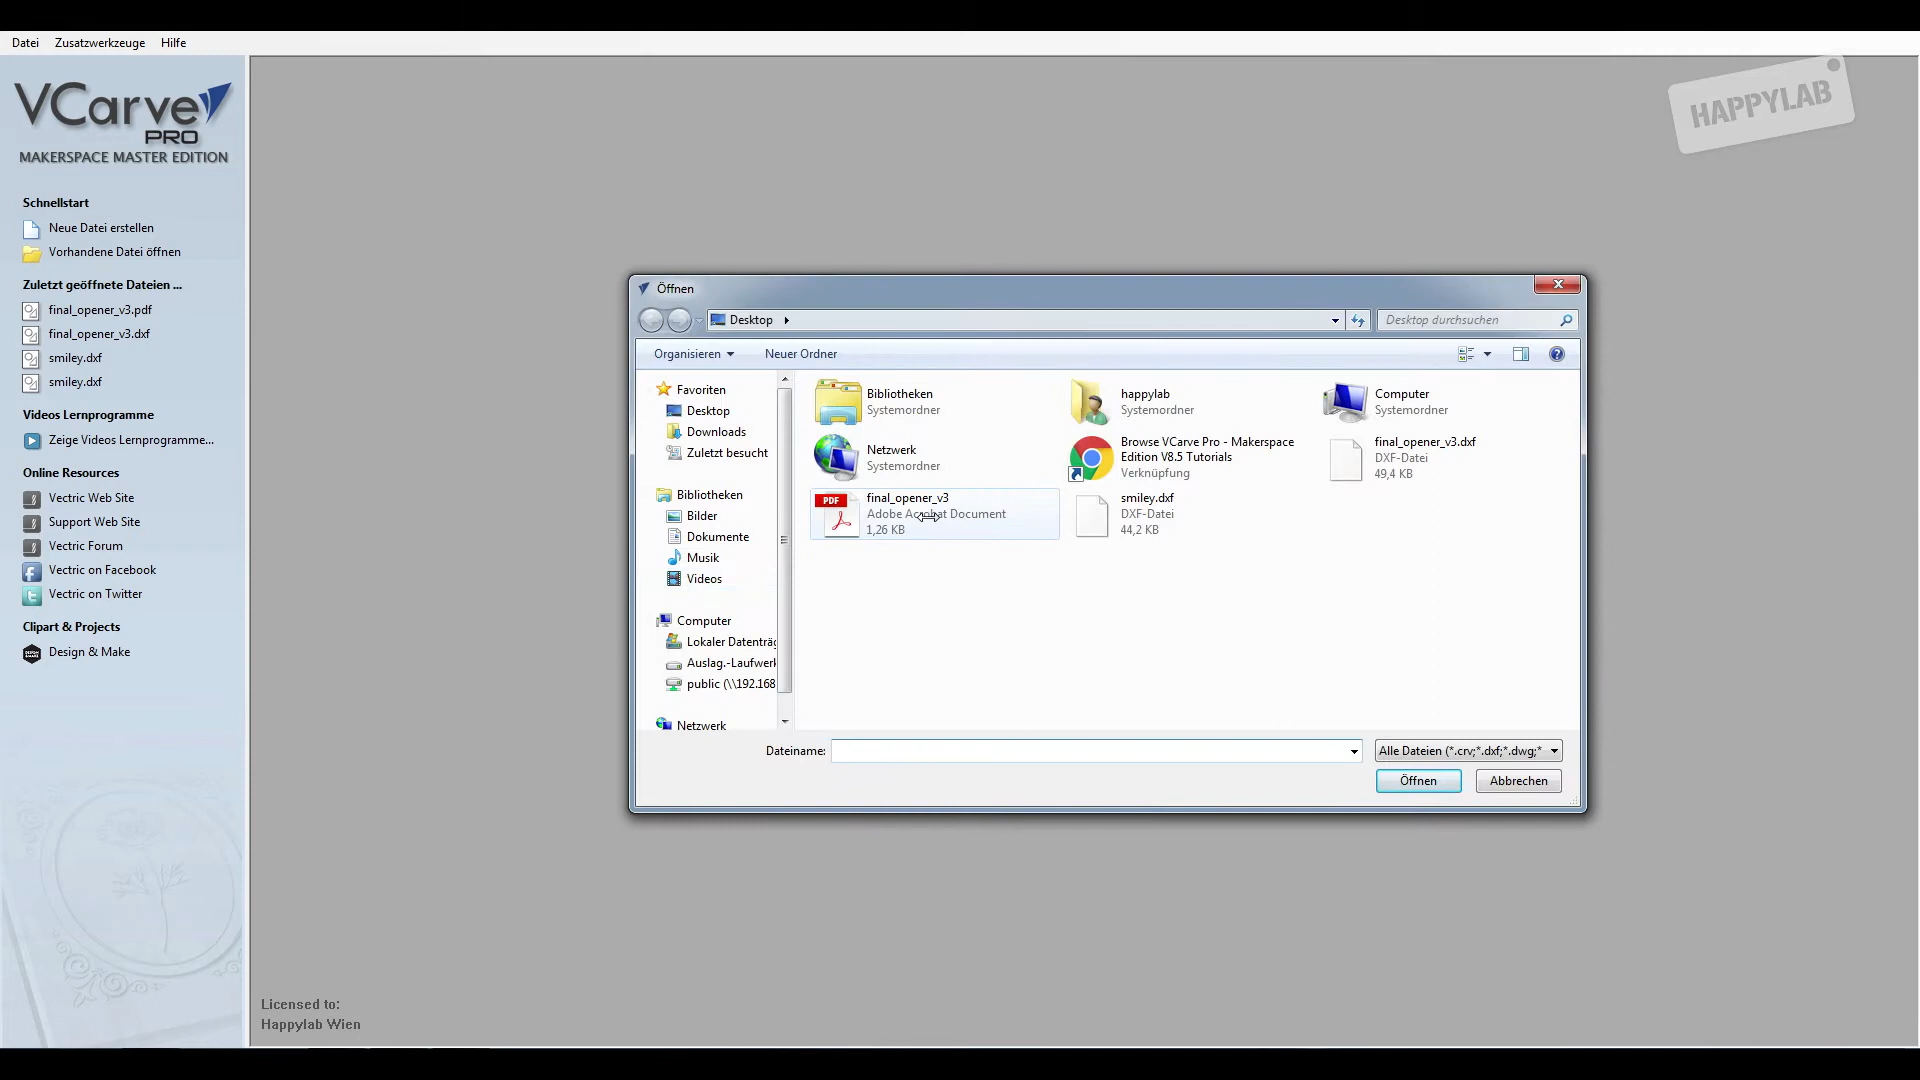 Datei Zusatzwerkzeuge Hilfe
HAPPYLAB
VCarve
PRO
MAKERSPACE MASTER EDITION
Schnellstart
Neue Datei erstellen
Vorhandene Datei öffnen
Zuletzt geöffnete Dateien ...
final_opener_v3.pdf
final_opener_v3.dxf
smiley.dxf
smiley.dxf
Videos Lernprogramme
Zeige Videos Lernprogramme...
Online Resources
Vectric Web Site
Support Web Site
Vectric Forum
Vectric on Facebook
Vectric on Twitter
Clipart & Projects
Design & Make
Öffnen
Desktop
Desktop durchsuchen
Organisieren
Neuer Ordner
Favoriten
Desktop
Downloads
Zuletzt besucht
Bibliotheken
Bilder
Dokumente
Musik
Videos
Computer
Lokaler Datenträg
Auslag.-Laufwerk
public (\\192.168
Netzwerk
Bibliotheken
Systemordner
happylab
Systemordner
Computer
Systemordner
Netzwerk
Systemordner
Browse VCarve Pro - Makerspace
Edition V8.5 Tutorials
Verknüpfung
final_opener_v3.dxf
DXF-Datei
49,4 KB
PDF
final_opener_v3
Adobe Acrobat Document
1,26 KB
smiley.dxf
DXF-Datei
44,2 KB
Dateiname:
Alle Dateien (*.crv;*.dxf;*.dwg;*
Öffnen
Abbrechen
Licensed to:
Happylab Wien